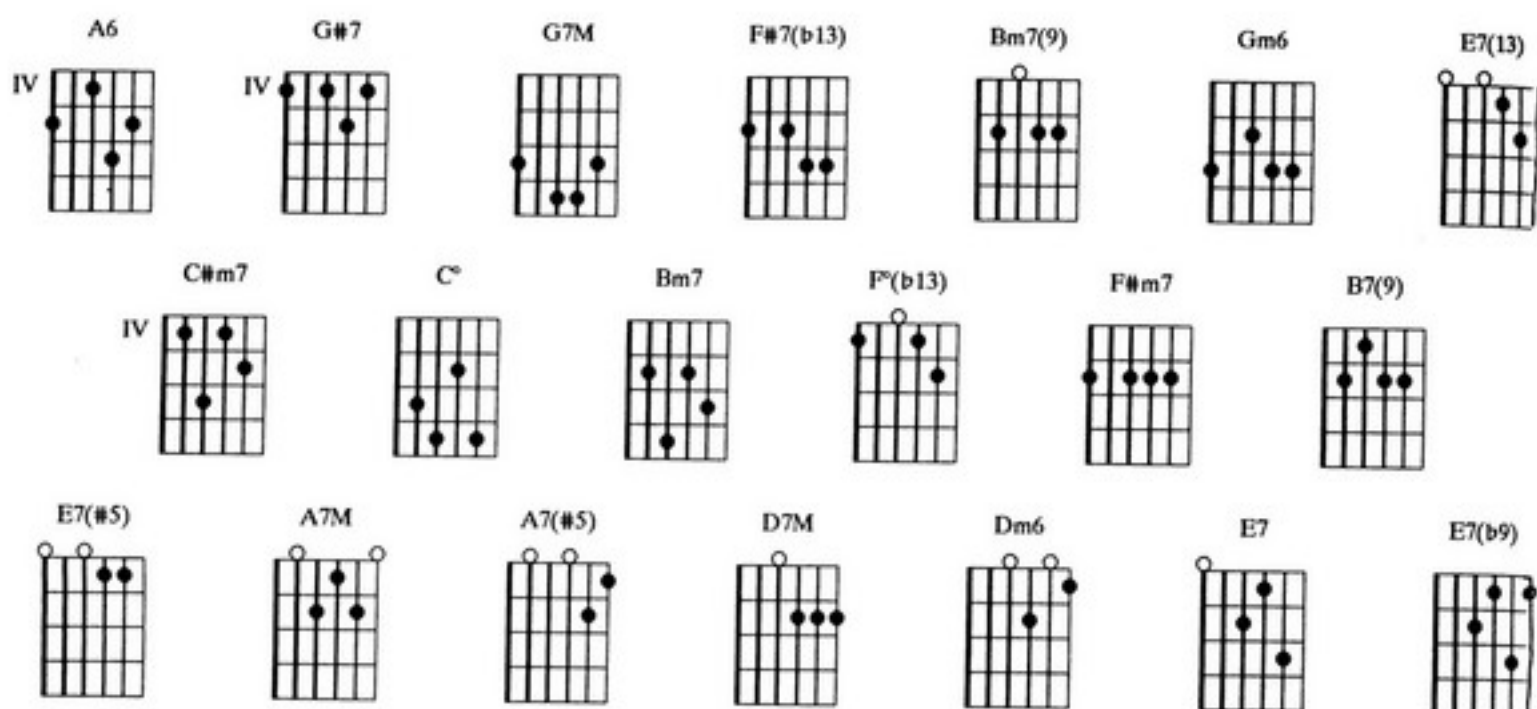 A6 G#7 G7M F#7(b13) Bm7(9) Gm6 E7(13)
IV IV
C#m7 C° Bm7 F°(b13) F#m7 B7(9)
IV
E7(#5) A7M A7(#5) D7M Dm6 E7 E7(b9)